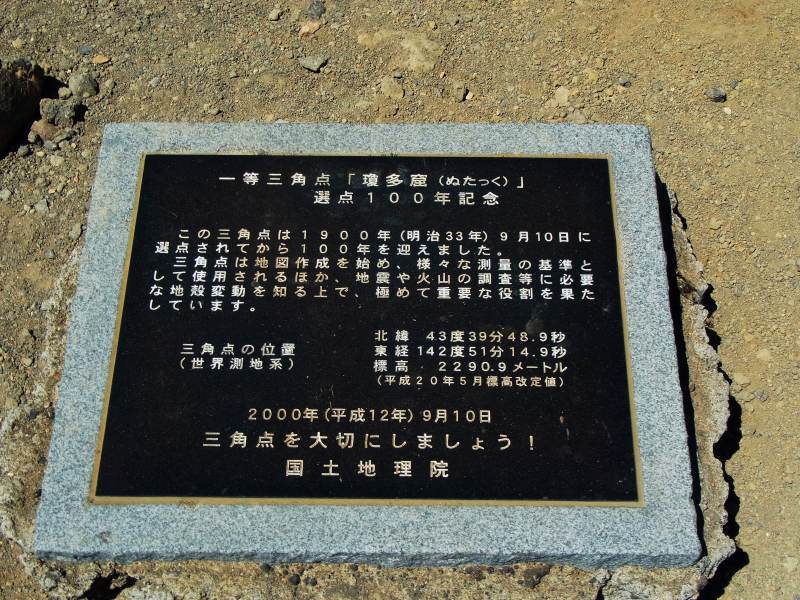 一等三角点「瓊多窟（ぬたっく）」
選点１００年記念
この三角点は１９００年（明治33年）９月10日に
選点されてから１００年を迎えました。
三角点は地図作成を始め、様々な測量の基準と
して使用されるほか、地震や火山の調査等に必要
な地殻変動を知る上で、極めて重要な役割を果た
しています。
三角点の位置
（世界測地系）
北緯 43度39分48.9秒
東経142度51分14.9秒
標高 2290.9メートル
（平成２０年５月標高改定値）
2000年（平成12年）９月10日
三角点を大切にしましょう！
国土地理院